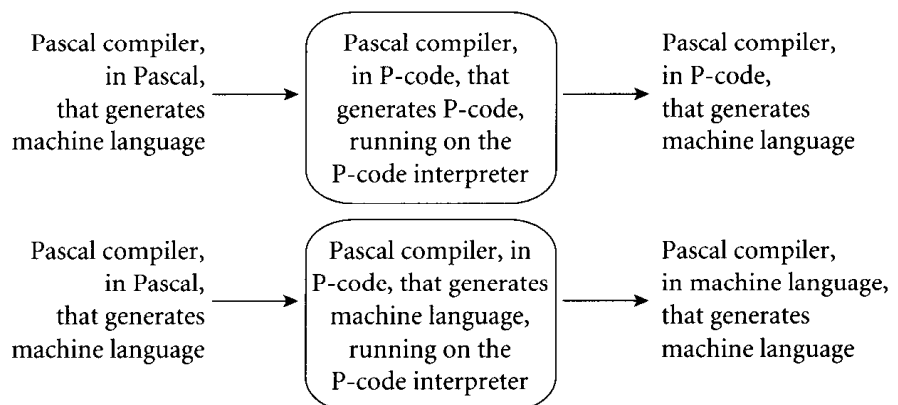 Pascal compiler,
in Pascal,
that generates
machine language
Pascal compiler,
in P-code, that
generates P-code,
running on the
P-code interpreter
Pascal compiler,
in P-code,
that generates
machine language
Pascal compiler,
in Pascal,
that generates
machine language
Pascal compiler, in
P-code, that generates
machine language,
running on the
P-code interpreter
Pascal compiler,
in machine language,
that generates
machine language